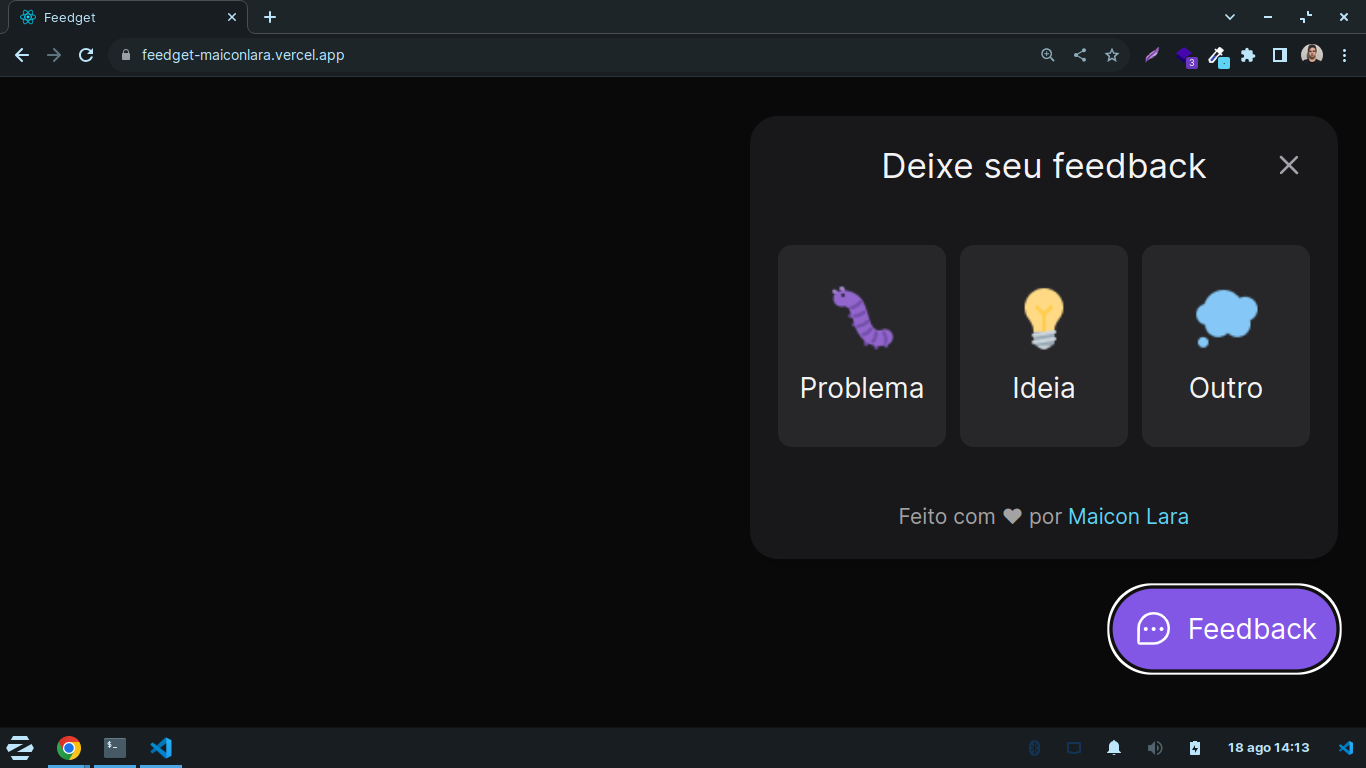 Feedget
feedget-maiconlara.vercel.app
3
Deixe seu feedback
Problema
Ideia
Outro
Feito com ♥ por Maicon Lara
Feedback
$-
18 ago 14:13